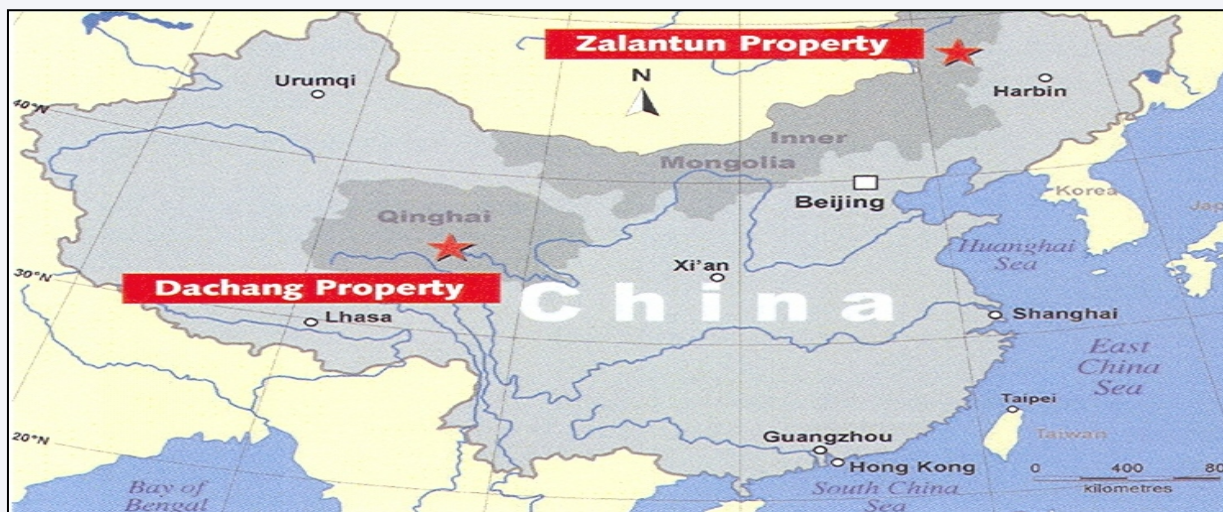 Zalantun Property
N
Urumqi
Harbin
40°N
Inner
Mongolia
Beijing
Korea
Qinghai
Huanghai
Sea
Xi'an
30°N
Dachang Property
China
Lhasa
Shanghai
East
China
Sea
Taipei
20°N
Guangzhou
Taiwan
Hong Kong
0 400 80
kilometres
Bay of
Bengal
South China
Sea